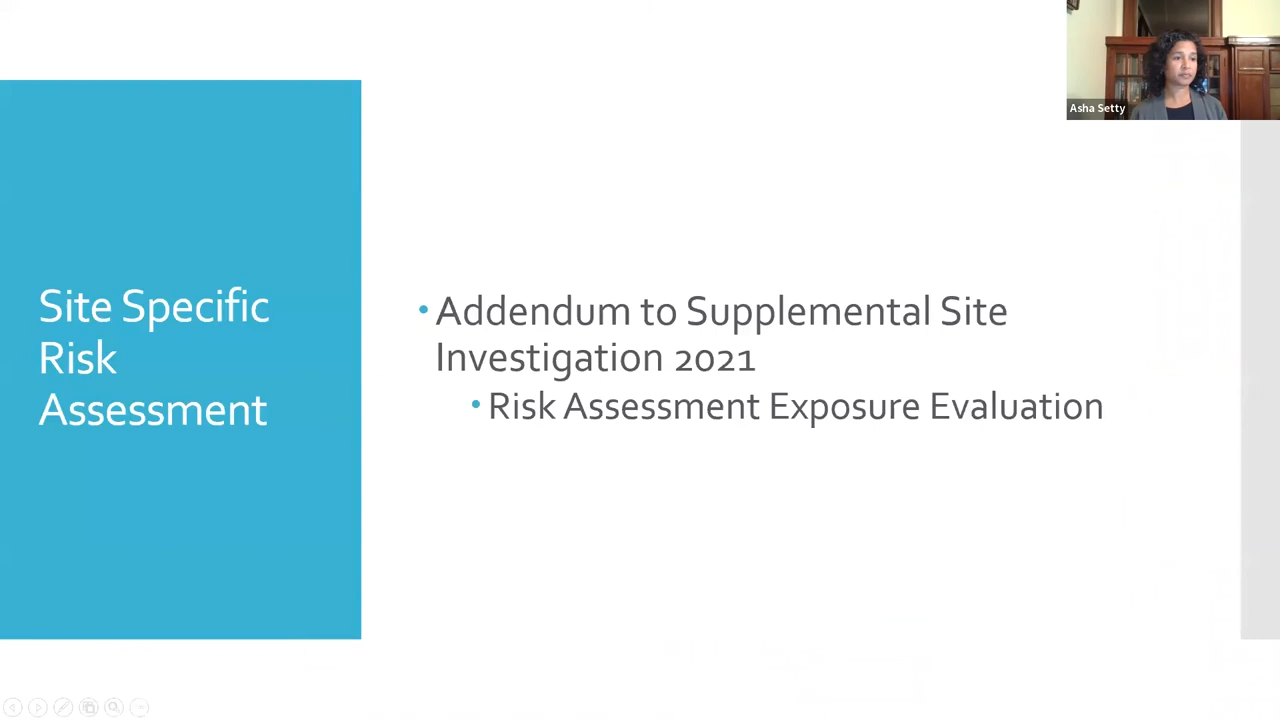 Asha Setty
Site Specific
Risk
Assessment
• Addendum to Supplemental Site
Investigation 2021
• Risk Assessment Exposure Evaluation